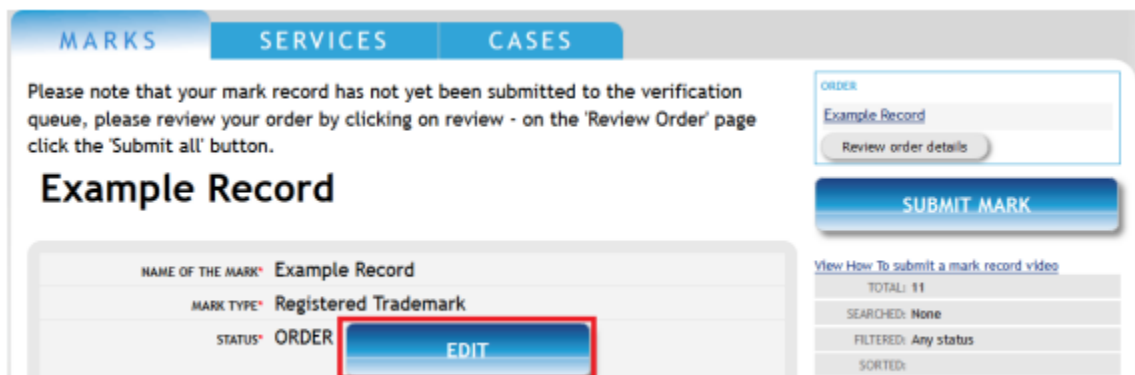 MARKS SERVICES CASES
Please note that your mark record has not yet been submitted to the verification
queue, please review your order by clicking on review - on the 'Review Order' page
click the 'Submit all' button.
Example Record
NAME OF THE MARK* Example Record
MARK TYPE* Registered Trademark
STATUS* ORDER EDIT
ORDER
Example Record
Review order details
SUBMIT MARK
View How To submit a mark record video
TOTAL: 11
SEARCHED: None
FILTERED: Any status
SORTED: